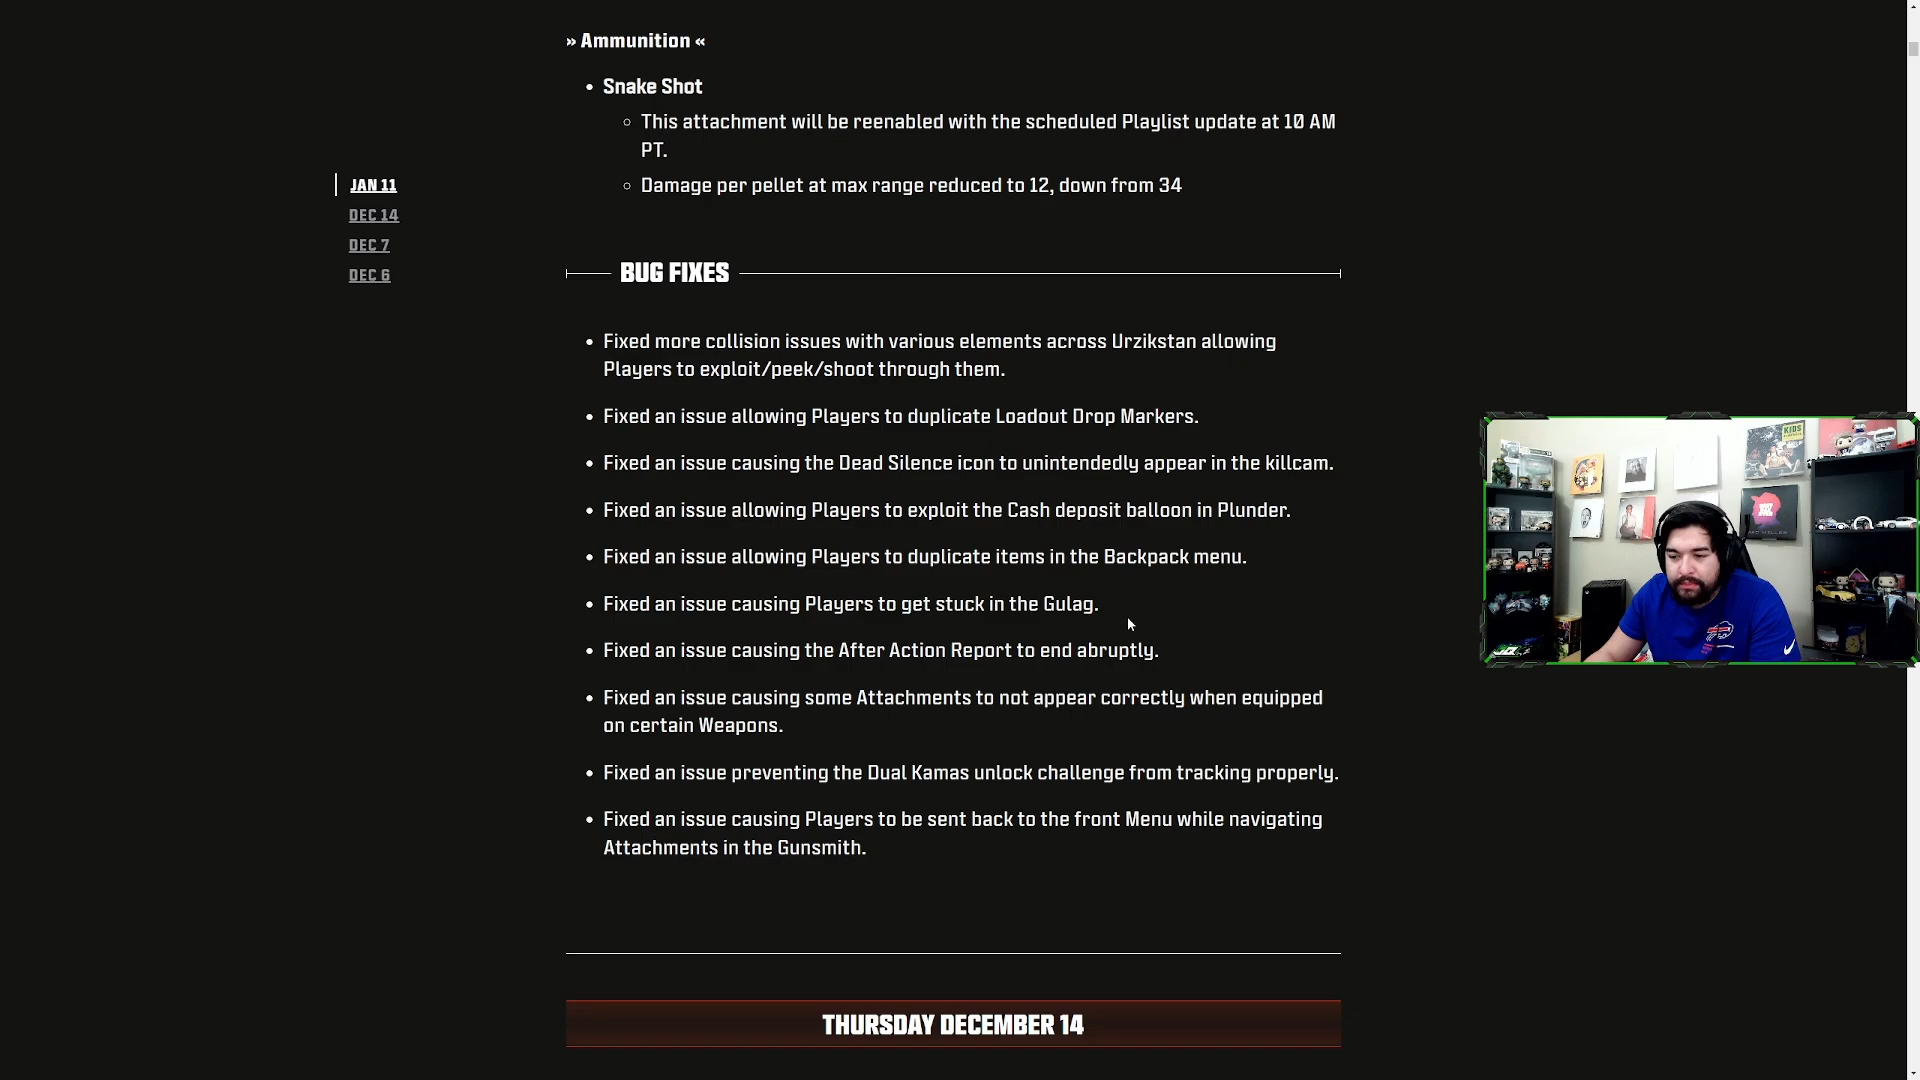 » Ammunition «
• Snake Shot
◦ This attachment will be reenabled with the scheduled Playlist update at 10 AM
PT.
◦ Damage per pellet at max range reduced to 12, down from 34
JAN 11
DEC 14
DEC 7
DEC 6
BUG FIXES
• Fixed more collision issues with various elements across Urzikstan allowing
Players to exploit/peek/shoot through them.
• Fixed an issue allowing Players to duplicate Loadout Drop Markers.
• Fixed an issue causing the Dead Silence icon to unintendedly appear in the killcam.
• Fixed an issue allowing Players to exploit the Cash deposit balloon in Plunder.
• Fixed an issue allowing Players to duplicate items in the Backpack menu.
• Fixed an issue causing Players to get stuck in the Gulag.
• Fixed an issue causing the After Action Report to end abruptly.
• Fixed an issue causing some Attachments to not appear correctly when equipped
on certain Weapons.
• Fixed an issue preventing the Dual Kamas unlock challenge from tracking properly.
• Fixed an issue causing Players to be sent back to the front Menu while navigating
Attachments in the Gunsmith.
THURSDAY DECEMBER 14
KIDS